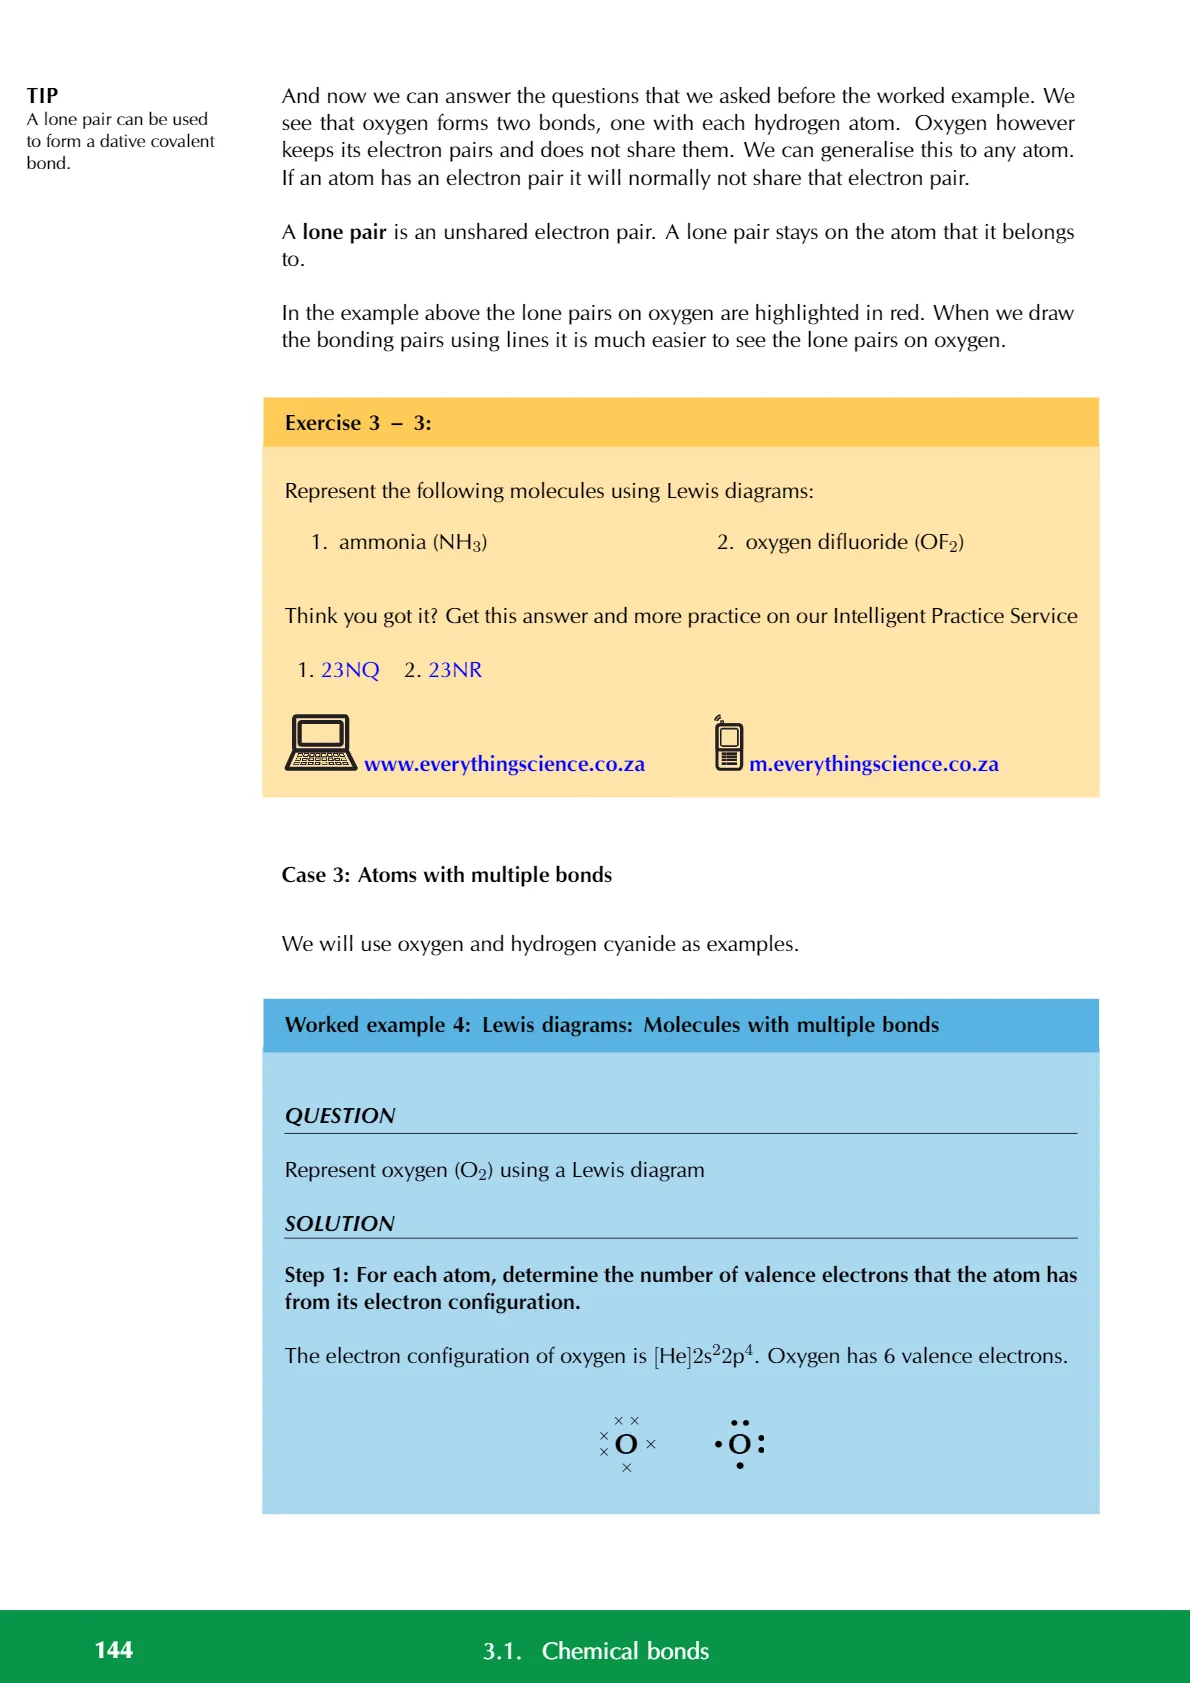 TIP
A lone pair can be used
to form a dative covalent
bond.
And now we can answer the questions that we asked before the worked example. We
see that oxygen forms two bonds, one with each hydrogen atom. Oxygen however
keeps its electron pairs and does not share them. We can generalise this to any atom.
If an atom has an electron pair it will normally not share that electron pair.
A lone pair is an unshared electron pair. A lone pair stays on the atom that it belongs
to.
In the example above the lone pairs on oxygen are highlighted in red. When we draw
the bonding pairs using lines it is much easier to see the lone pairs on oxygen.
Exercise 3 – 3:
Represent the following molecules using Lewis diagrams:
1. ammonia (NH₃)
2. oxygen difluoride (OF₂)
Think you got it? Get this answer and more practice on our Intelligent Practice Service
1. 23NQ 2. 23NR
www.everythingscience.co.za
m.everythingscience.co.za
Case 3: Atoms with multiple bonds
We will use oxygen and hydrogen cyanide as examples.
Worked example 4: Lewis diagrams: Molecules with multiple bonds
QUESTION
Represent oxygen (O₂) using a Lewis diagram
SOLUTION
Step 1: For each atom, determine the number of valence electrons that the atom has
from its electron configuration.
The electron configuration of oxygen is [He]2s²2p⁴. Oxygen has 6 valence electrons.
O O
144
3.1. Chemical bonds